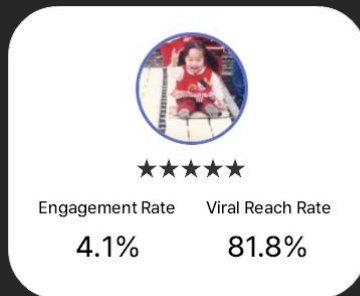 ★★★★★
Engagement Rate Viral Reach Rate
4.1% 81.8%